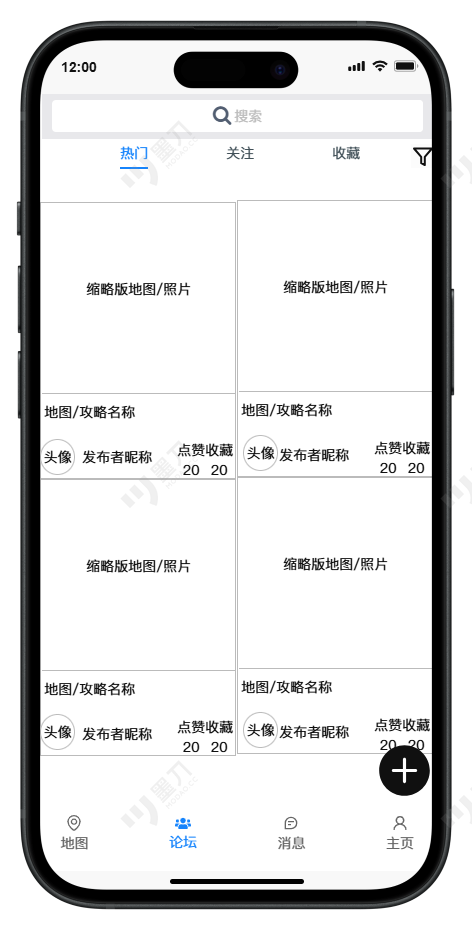 12:00
搜索
热门 关注 收藏
缩略版地图/照片 缩略版地图/照片
地图/攻略名称 地图/攻略名称
头像 发布者昵称 点赞收藏 头像 发布者昵称 点赞收藏
20 20 20 20
缩略版地图/照片 缩略版地图/照片
地图/攻略名称 地图/攻略名称
头像 发布者昵称 点赞收藏 头像 发布者昵称 点赞收藏
20 20 20 20
地图 论坛 消息 主页
墨刀
MODAO.CC